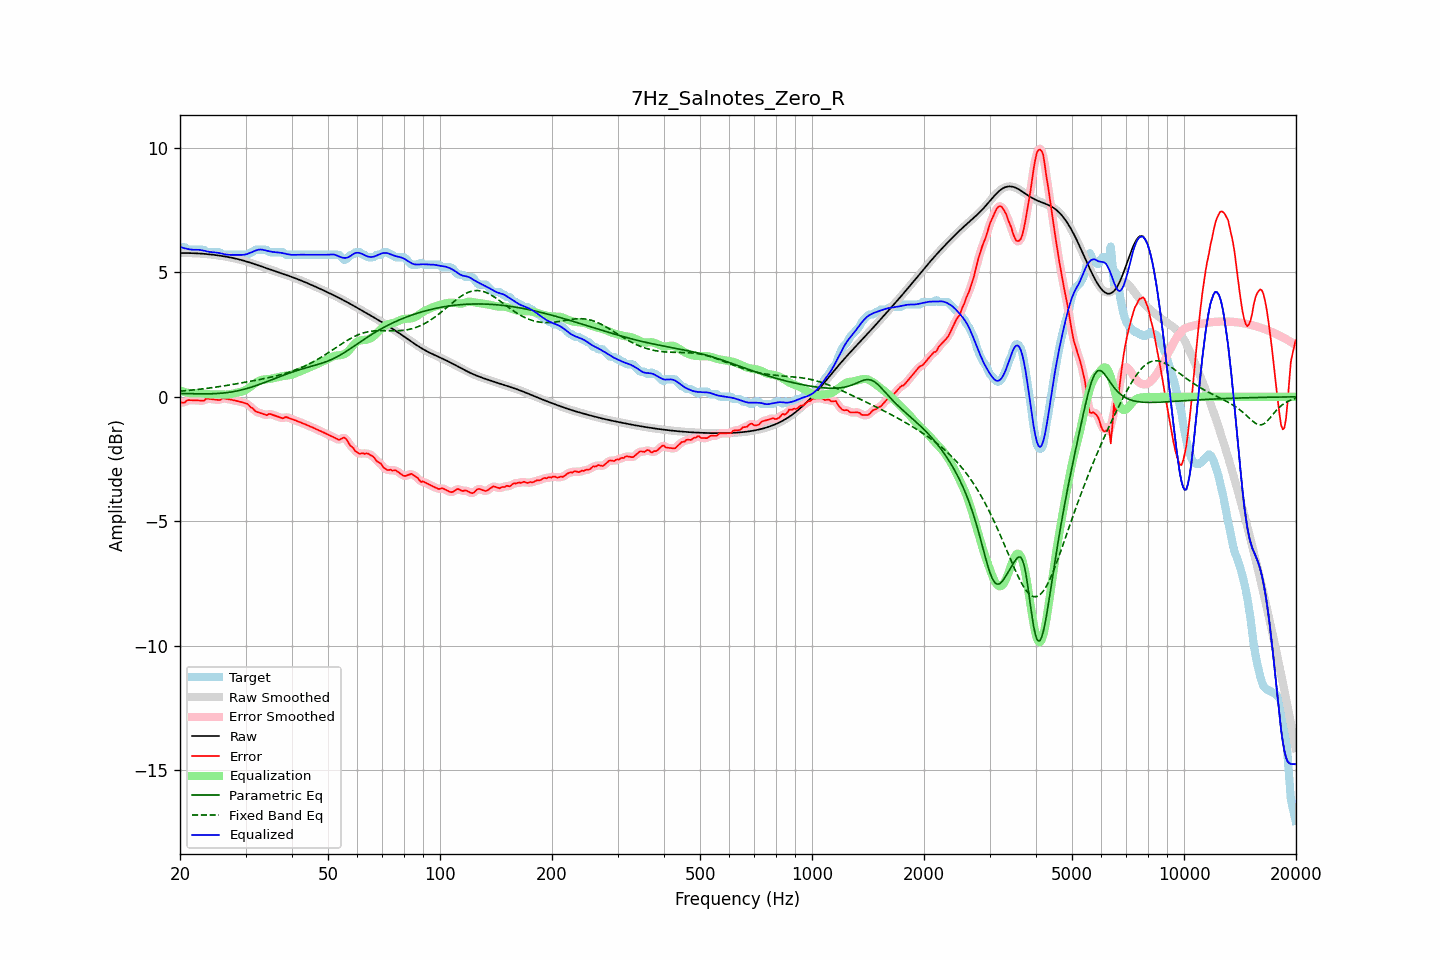 7Hz_Salnotes_Zero_R
Amplitude (dBr)
10
5
0
−5
−10
−15
Target
Raw Smoothed
Error Smoothed
Raw
Error
Equalization
Parametric Eq
Fixed Band Eq
Equalized
20 50 100 200 500 1000 2000 5000 10000 20000
Frequency (Hz)